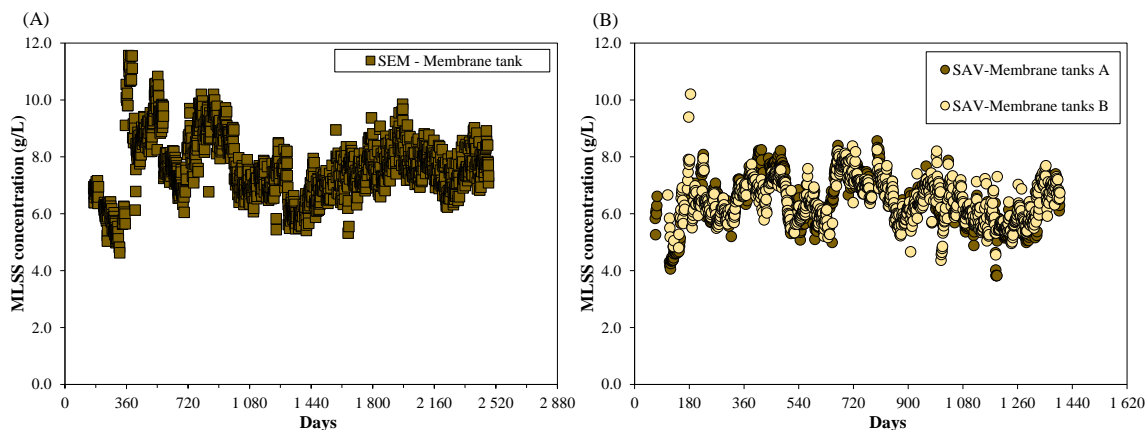 (A)
12.0
10.0
8.0
6.0
4.0
2.0
0.0
MLSS concentration (g/L)
SEM - Membrane tank
0 360 720 1 080 1 440 1 800 2 160 2 520 2 880
Days
(B)
12.0
10.0
8.0
6.0
4.0
2.0
0.0
MLSS concentration (g/L)
SAV-Membrane tanks A
SAV-Membrane tanks B
0 180 360 540 720 900 1 080 1 260 1 440 1 620
Days